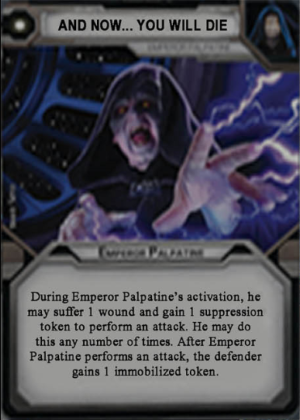 AND NOW... YOU WILL DIE
EMPEROR PALPATINE
EMPEROR PALPATINE
During Emperor Palpatine's activation, he
may suffer 1 wound and gain 1 suppression
token to perform an attack. He may do
this any number of times. After Emperor
Palpatine performs an attack, the defender
gains 1 immobilized token.